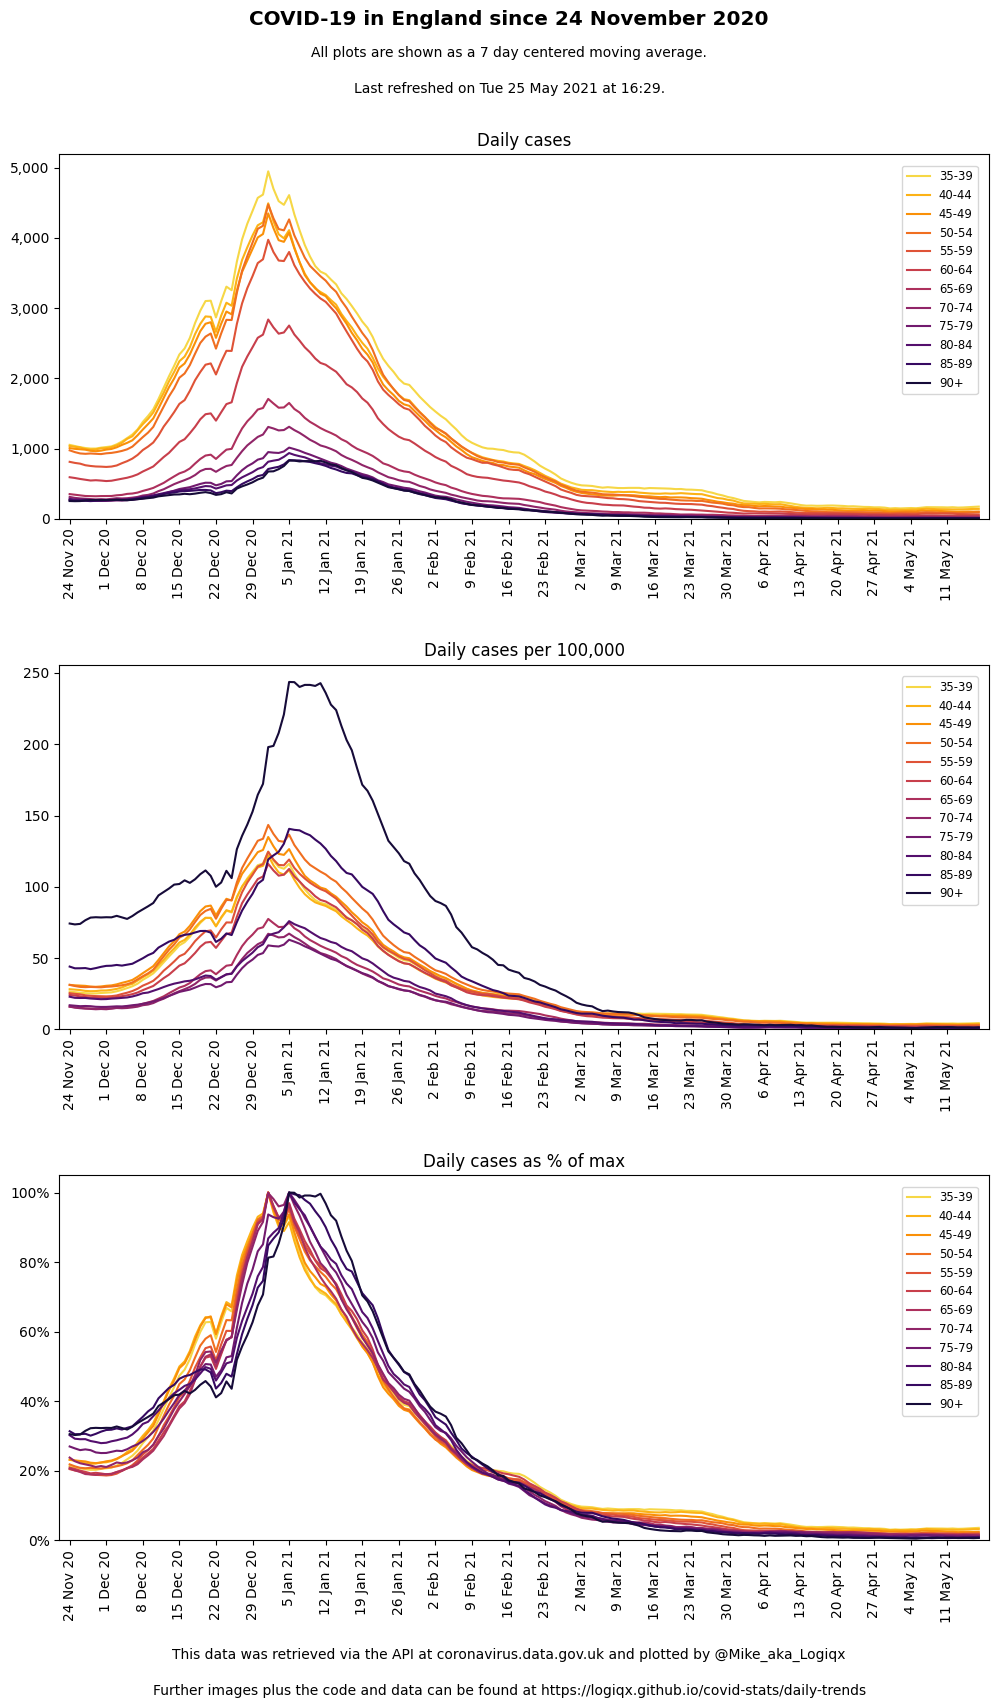 COVID-19 in England since 24 November 2020
All plots are shown as a 7 day centered moving average.
Last refreshed on Tue 25 May 2021 at 16:29.
Daily cases
5,000
4,000
3,000
2,000
1,000
0
35-39
40-44
45-49
50-54
55-59
60-64
65-69
70-74
75-79
80-84
85-89
90+
24 Nov 20
1 Dec 20
8 Dec 20
15 Dec 20
22 Dec 20
29 Dec 20
5 Jan 21
12 Jan 21
19 Jan 21
26 Jan 21
2 Feb 21
9 Feb 21
16 Feb 21
23 Feb 21
2 Mar 21
9 Mar 21
16 Mar 21
23 Mar 21
30 Mar 21
6 Apr 21
13 Apr 21
20 Apr 21
27 Apr 21
4 May 21
11 May 21
Daily cases per 100,000
250
200
150
100
50
0
35-39
40-44
45-49
50-54
55-59
60-64
65-69
70-74
75-79
80-84
85-89
90+
24 Nov 20
1 Dec 20
8 Dec 20
15 Dec 20
22 Dec 20
29 Dec 20
5 Jan 21
12 Jan 21
19 Jan 21
26 Jan 21
2 Feb 21
9 Feb 21
16 Feb 21
23 Feb 21
2 Mar 21
9 Mar 21
16 Mar 21
23 Mar 21
30 Mar 21
6 Apr 21
13 Apr 21
20 Apr 21
27 Apr 21
4 May 21
11 May 21
Daily cases as % of max
100%
80%
60%
40%
20%
0%
35-39
40-44
45-49
50-54
55-59
60-64
65-69
70-74
75-79
80-84
85-89
90+
24 Nov 20
1 Dec 20
8 Dec 20
15 Dec 20
22 Dec 20
29 Dec 20
5 Jan 21
12 Jan 21
19 Jan 21
26 Jan 21
2 Feb 21
9 Feb 21
16 Feb 21
23 Feb 21
2 Mar 21
9 Mar 21
16 Mar 21
23 Mar 21
30 Mar 21
6 Apr 21
13 Apr 21
20 Apr 21
27 Apr 21
4 May 21
11 May 21
This data was retrieved via the API at coronavirus.data.gov.uk and plotted by @Mike_aka_Logiqx
Further images plus the code and data can be found at https://logiqx.github.io/covid-stats/daily-trends